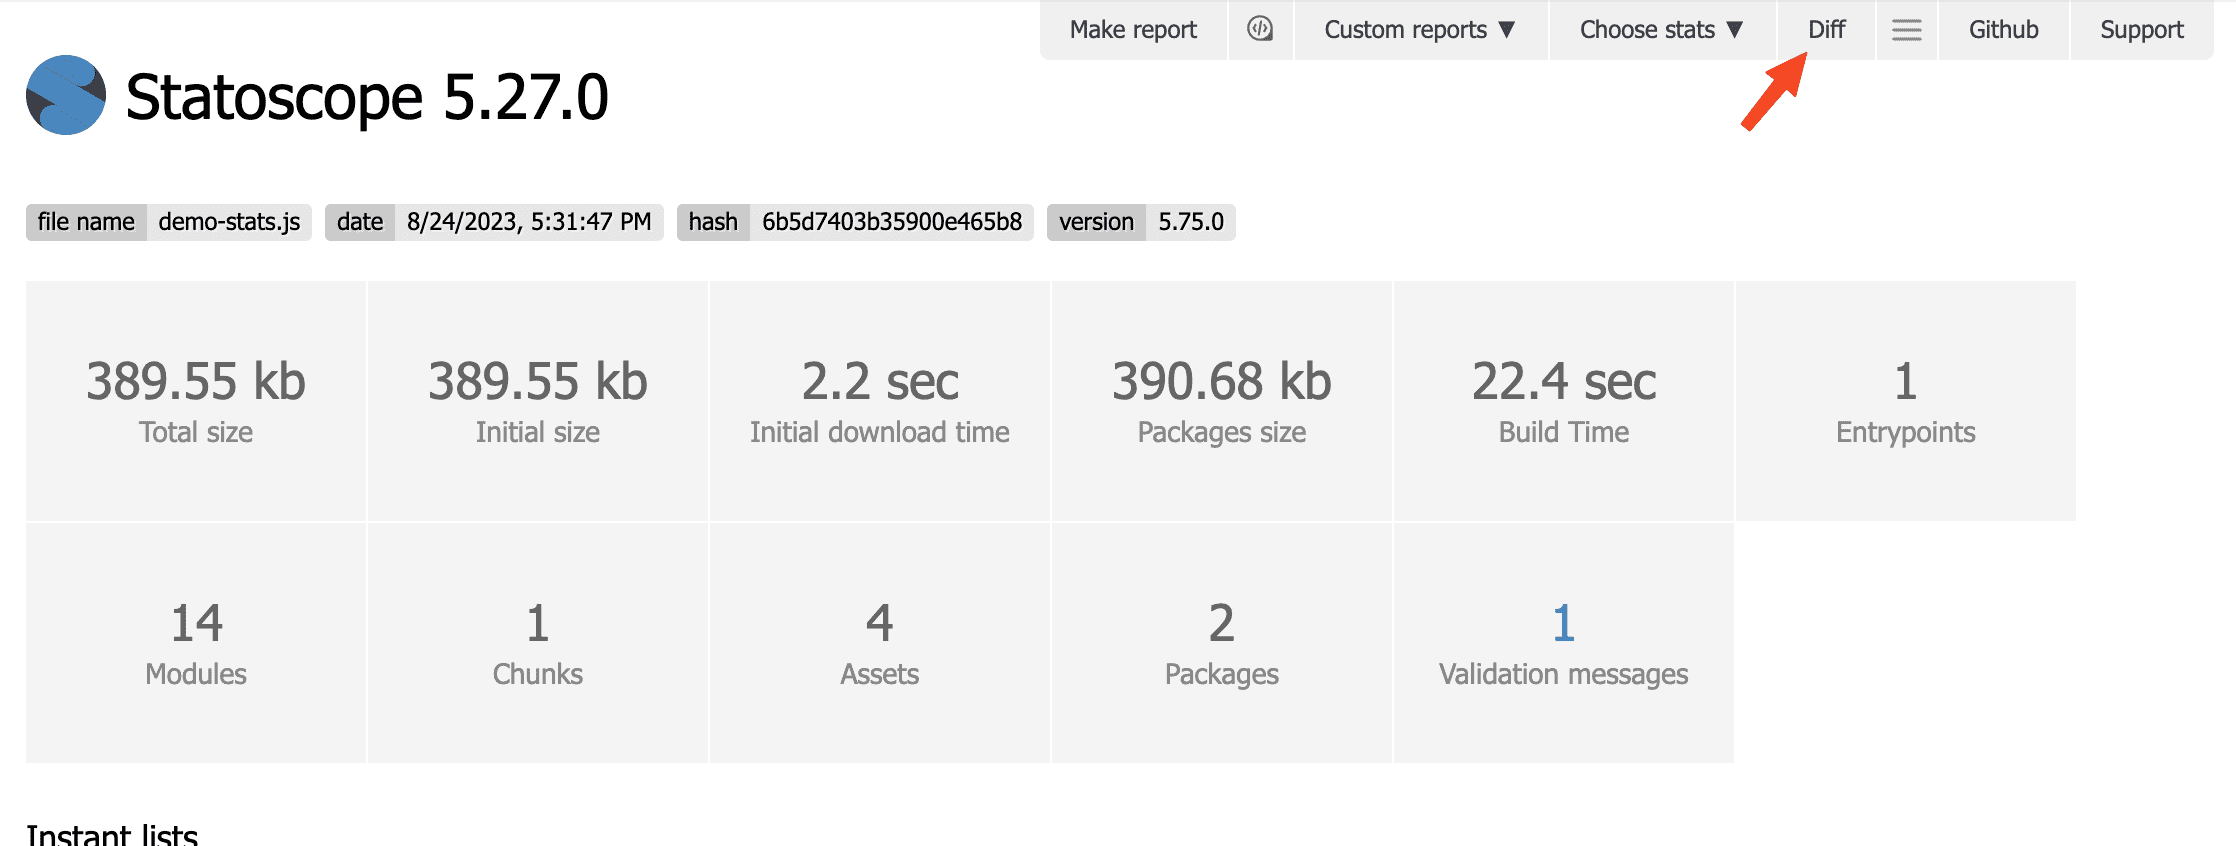 Make report Custom reports ▼ Choose stats ▼ Diff Github Support
Statoscope 5.27.0
file name demo-stats.js date 8/24/2023, 5:31:47 PM hash 6b5d7403b35900e465b8 version 5.75.0
389.55 kb 389.55 kb 2.2 sec 390.68 kb 22.4 sec 1
Total size Initial size Initial download time Packages size Build Time Entrypoints
14 1 4 2 1
Modules Chunks Assets Packages Validation messages
Instant lists